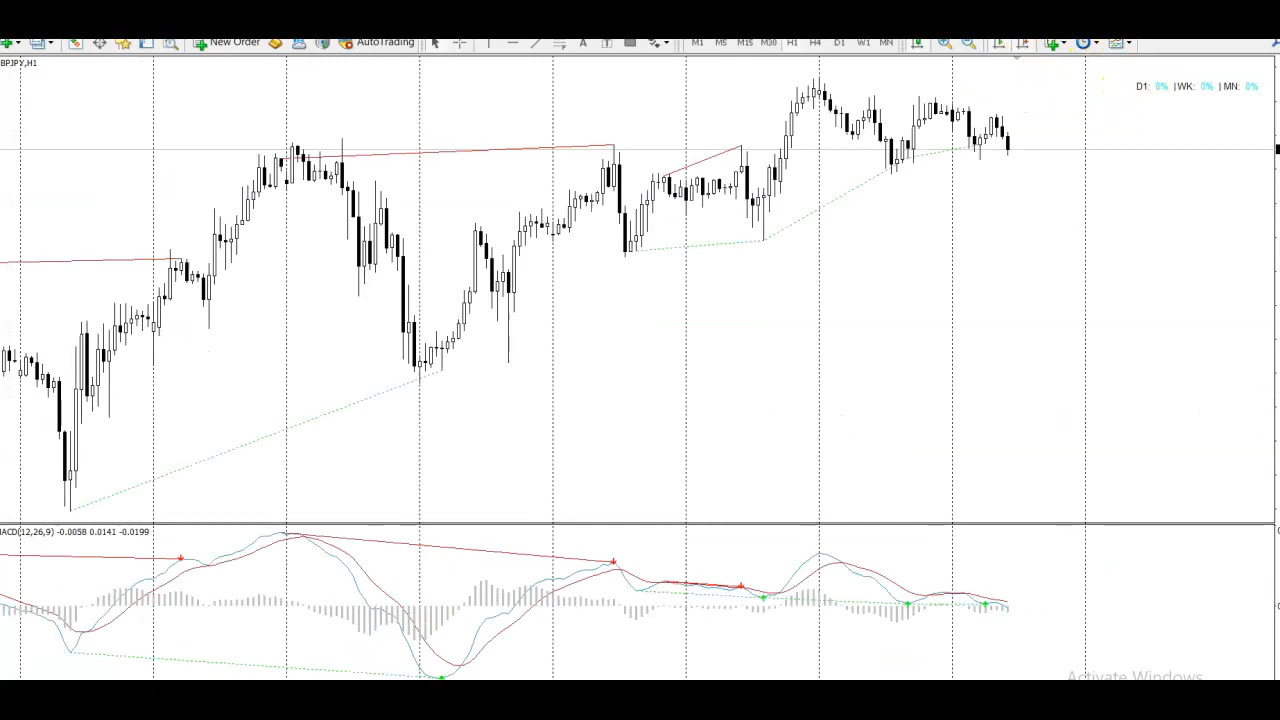 New Order AutoTrading A T M1 M5 M15 M30 H1 H4 D1 W1 MN
BPJPY,H1
D1: 0% | WK: 0% | MN: 0%
MACD(12,26,9) -0.0058 0.0141 -0.0199
Activate Windows